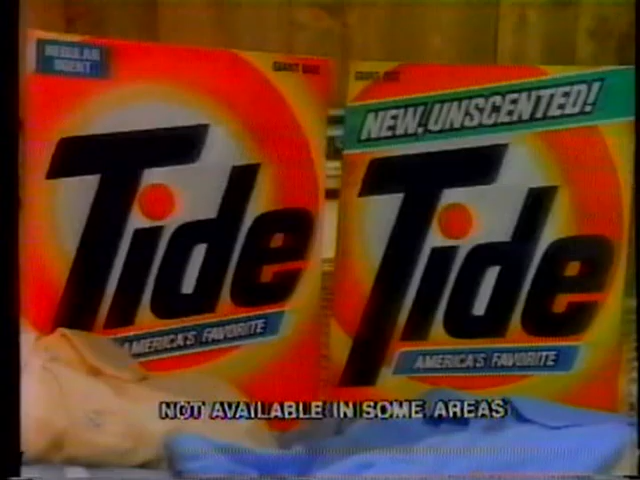 REGULAR
SCENT
GIANT SIZE
Tide
AMERICA'S FAVORITE
GIANT SIZE
NEW, UNSCENTED!
Tide
AMERICA'S FAVORITE
NOT AVAILABLE IN SOME AREAS